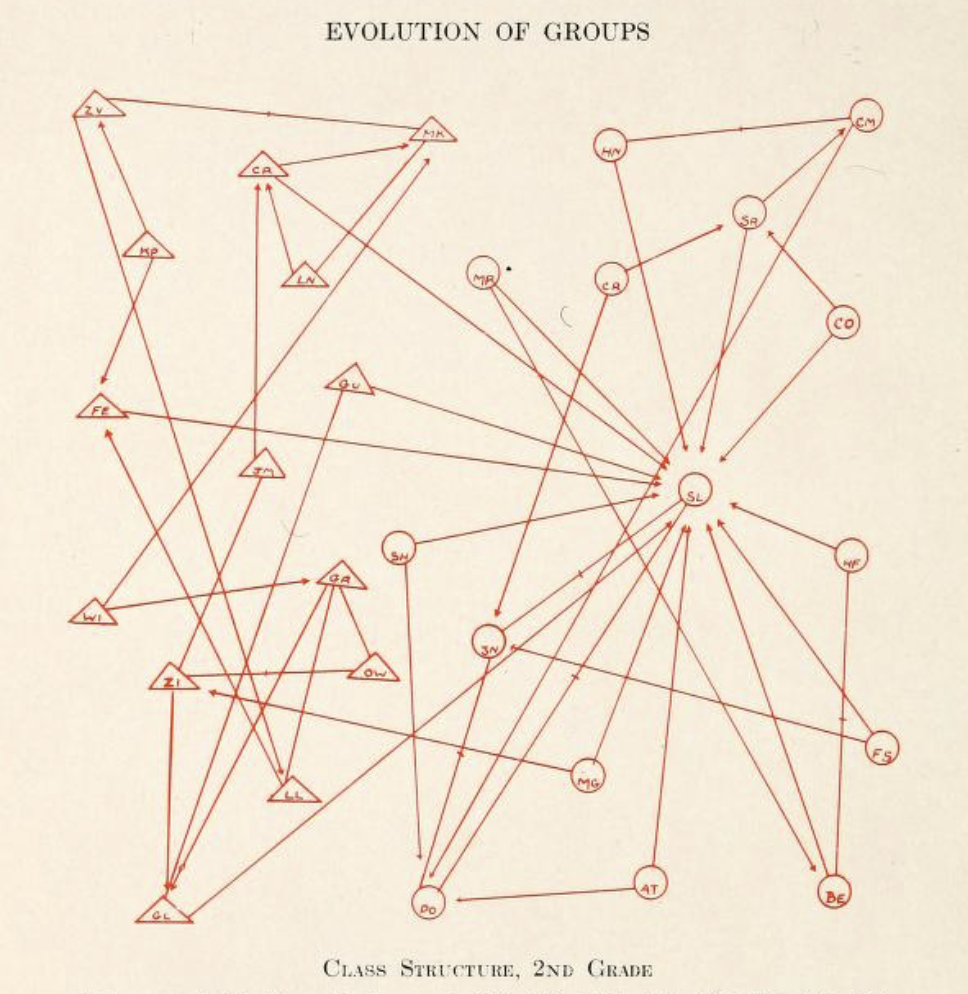 EVOLUTION OF GROUPS
ZV
MK
CM
HN
CR
SR
KP
LN
MR
CR
CO
GU
FE
JM
SL
SH
HF
GR
WI
SN
ZI
OW
FS
LL
MG
AT
BE
GL
PO
CLASS STRUCTURE, 2ND GRADE